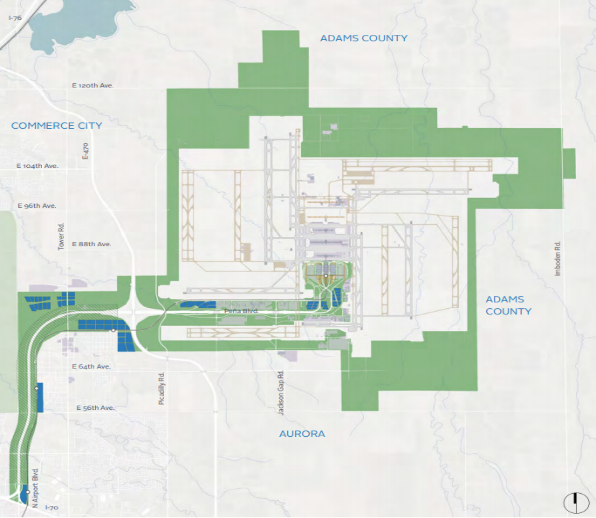 I-76
ADAMS COUNTY
E 120th Ave.
COMMERCE CITY
E-470
E 104th Ave.
E 96th Ave.
Tower Rd.
E 88th Ave.
Imboden Rd.
ADAMS
COUNTY
Peña Blvd.
E 64th Ave.
Picadilly Rd.
Jackson Gap Rd.
E 56th Ave.
AURORA
N Airport Blvd.
I-70